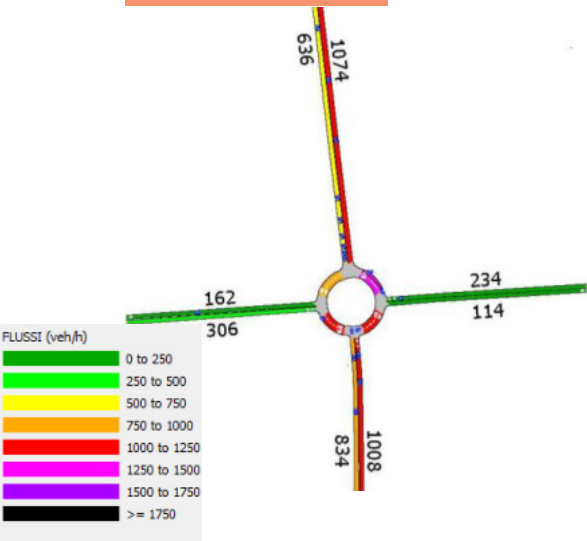 636
1074
234
114
162
306
834
1008
FLUSSI (veh/h)
0 to 250
250 to 500
500 to 750
750 to 1000
1000 to 1250
1250 to 1500
1500 to 1750
>= 1750